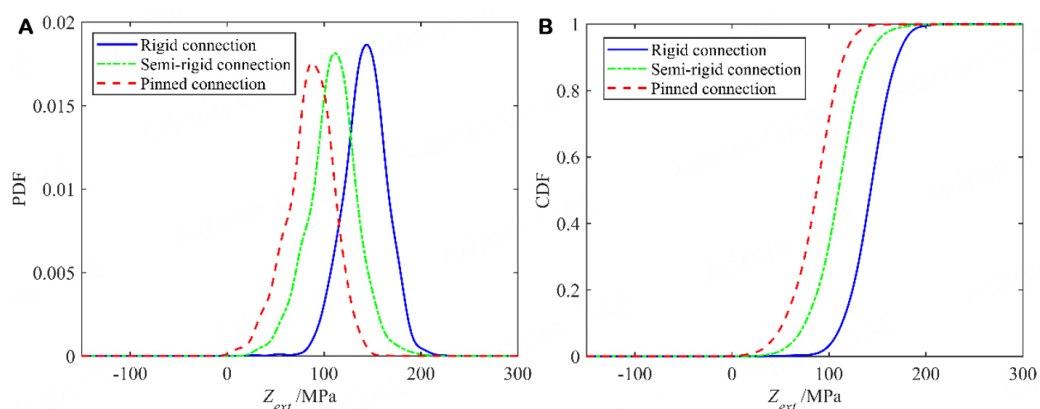 A
0.02
0.015
0.01
0.005
0
PDF
Rigid connection
Semi-rigid connection
Pinned connection
-100
0
100
200
300
Z_ext /MPa
B
1
0.8
0.6
0.4
0.2
0
CDF
Rigid connection
Semi-rigid connection
Pinned connection
-100
0
100
200
300
Z_ext /MPa